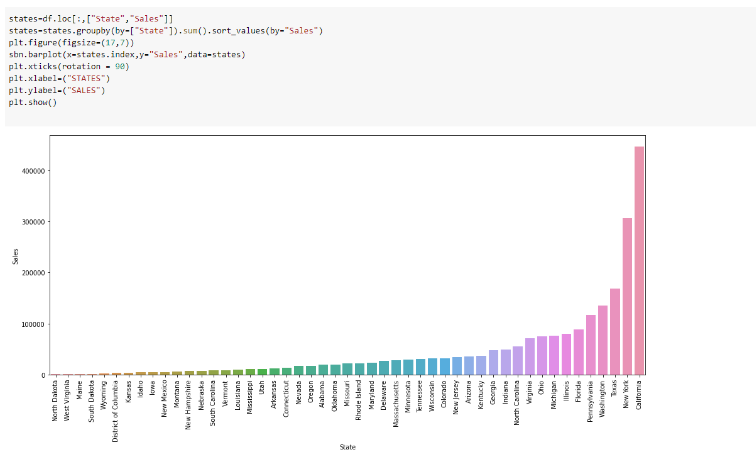 states=df.loc[:,["State","Sales"]]
states=states.groupby(by=["State"]).sum().sort_values(by="Sales")
plt.figure(figsize=(17,7))
sbn.barplot(x=states.index,y="Sales",data=states)
plt.xticks(rotation = 90)
plt.xlabel=("STATES")
plt.ylabel=("SALES")
plt.show()
400000
300000
200000
100000
0
Sales
North Dakota
West Virginia
Maine
South Dakota
Wyoming
District of Columbia
Kansas
Idaho
Iowa
New Mexico
Montana
New Hampshire
Nebraska
South Carolina
Vermont
Louisiana
Mississippi
Utah
Arkansas
Connecticut
Nevada
Oregon
Alabama
Oklahoma
Missouri
Rhode Island
Maryland
Delaware
Massachusetts
Minnesota
Tennessee
Wisconsin
Colorado
New Jersey
Arizona
Kentucky
Georgia
Indiana
North Carolina
Virginia
Ohio
Michigan
Illinois
Florida
Pennsylvania
Washington
Texas
New York
California
State